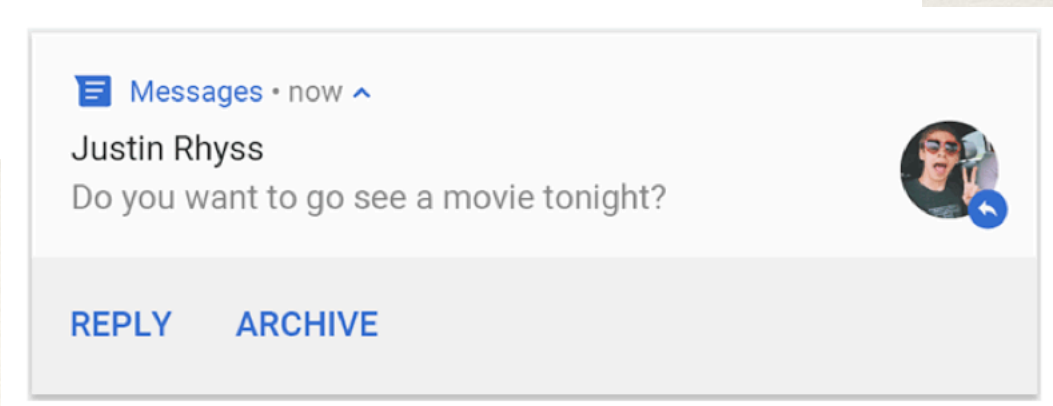 Messages • now
Justin Rhyss
Do you want to go see a movie tonight?
REPLY ARCHIVE